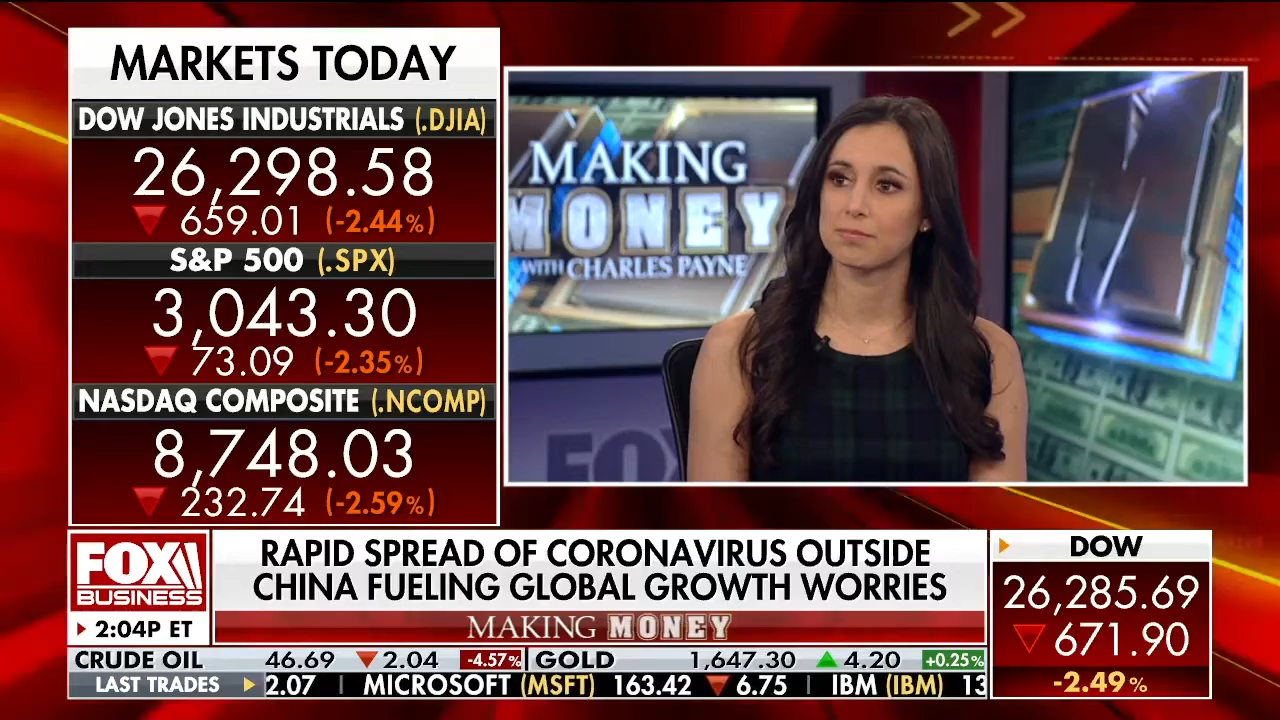 MARKETS TODAY
DOW JONES INDUSTRIALS (.DJIA)
26,298.58
▼ 659.01 (-2.44%)
S&P 500 (.SPX)
3,043.30
▼ 73.09 (-2.35%)
NASDAQ COMPOSITE (.NCOMP)
8,748.03
▼ 232.74 (-2.59%)
MAKING
MONEY
WITH CHARLES PAYNE
FOX
FOX
BUSINESS
2:04P ET
RAPID SPREAD OF CORONAVIRUS OUTSIDE
CHINA FUELING GLOBAL GROWTH WORRIES
MAKING MONEY
DOW
26,285.69
▽ 671.90
-2.49%
CRUDE OIL 46.69 ▼ 2.04 -4.57% GOLD 1,647.30 ▲ 4.20 +0.25%
LAST TRADES 2.07 | MICROSOFT (MSFT) 163.42 ▼ 6.75 | IBM (IBM) 13